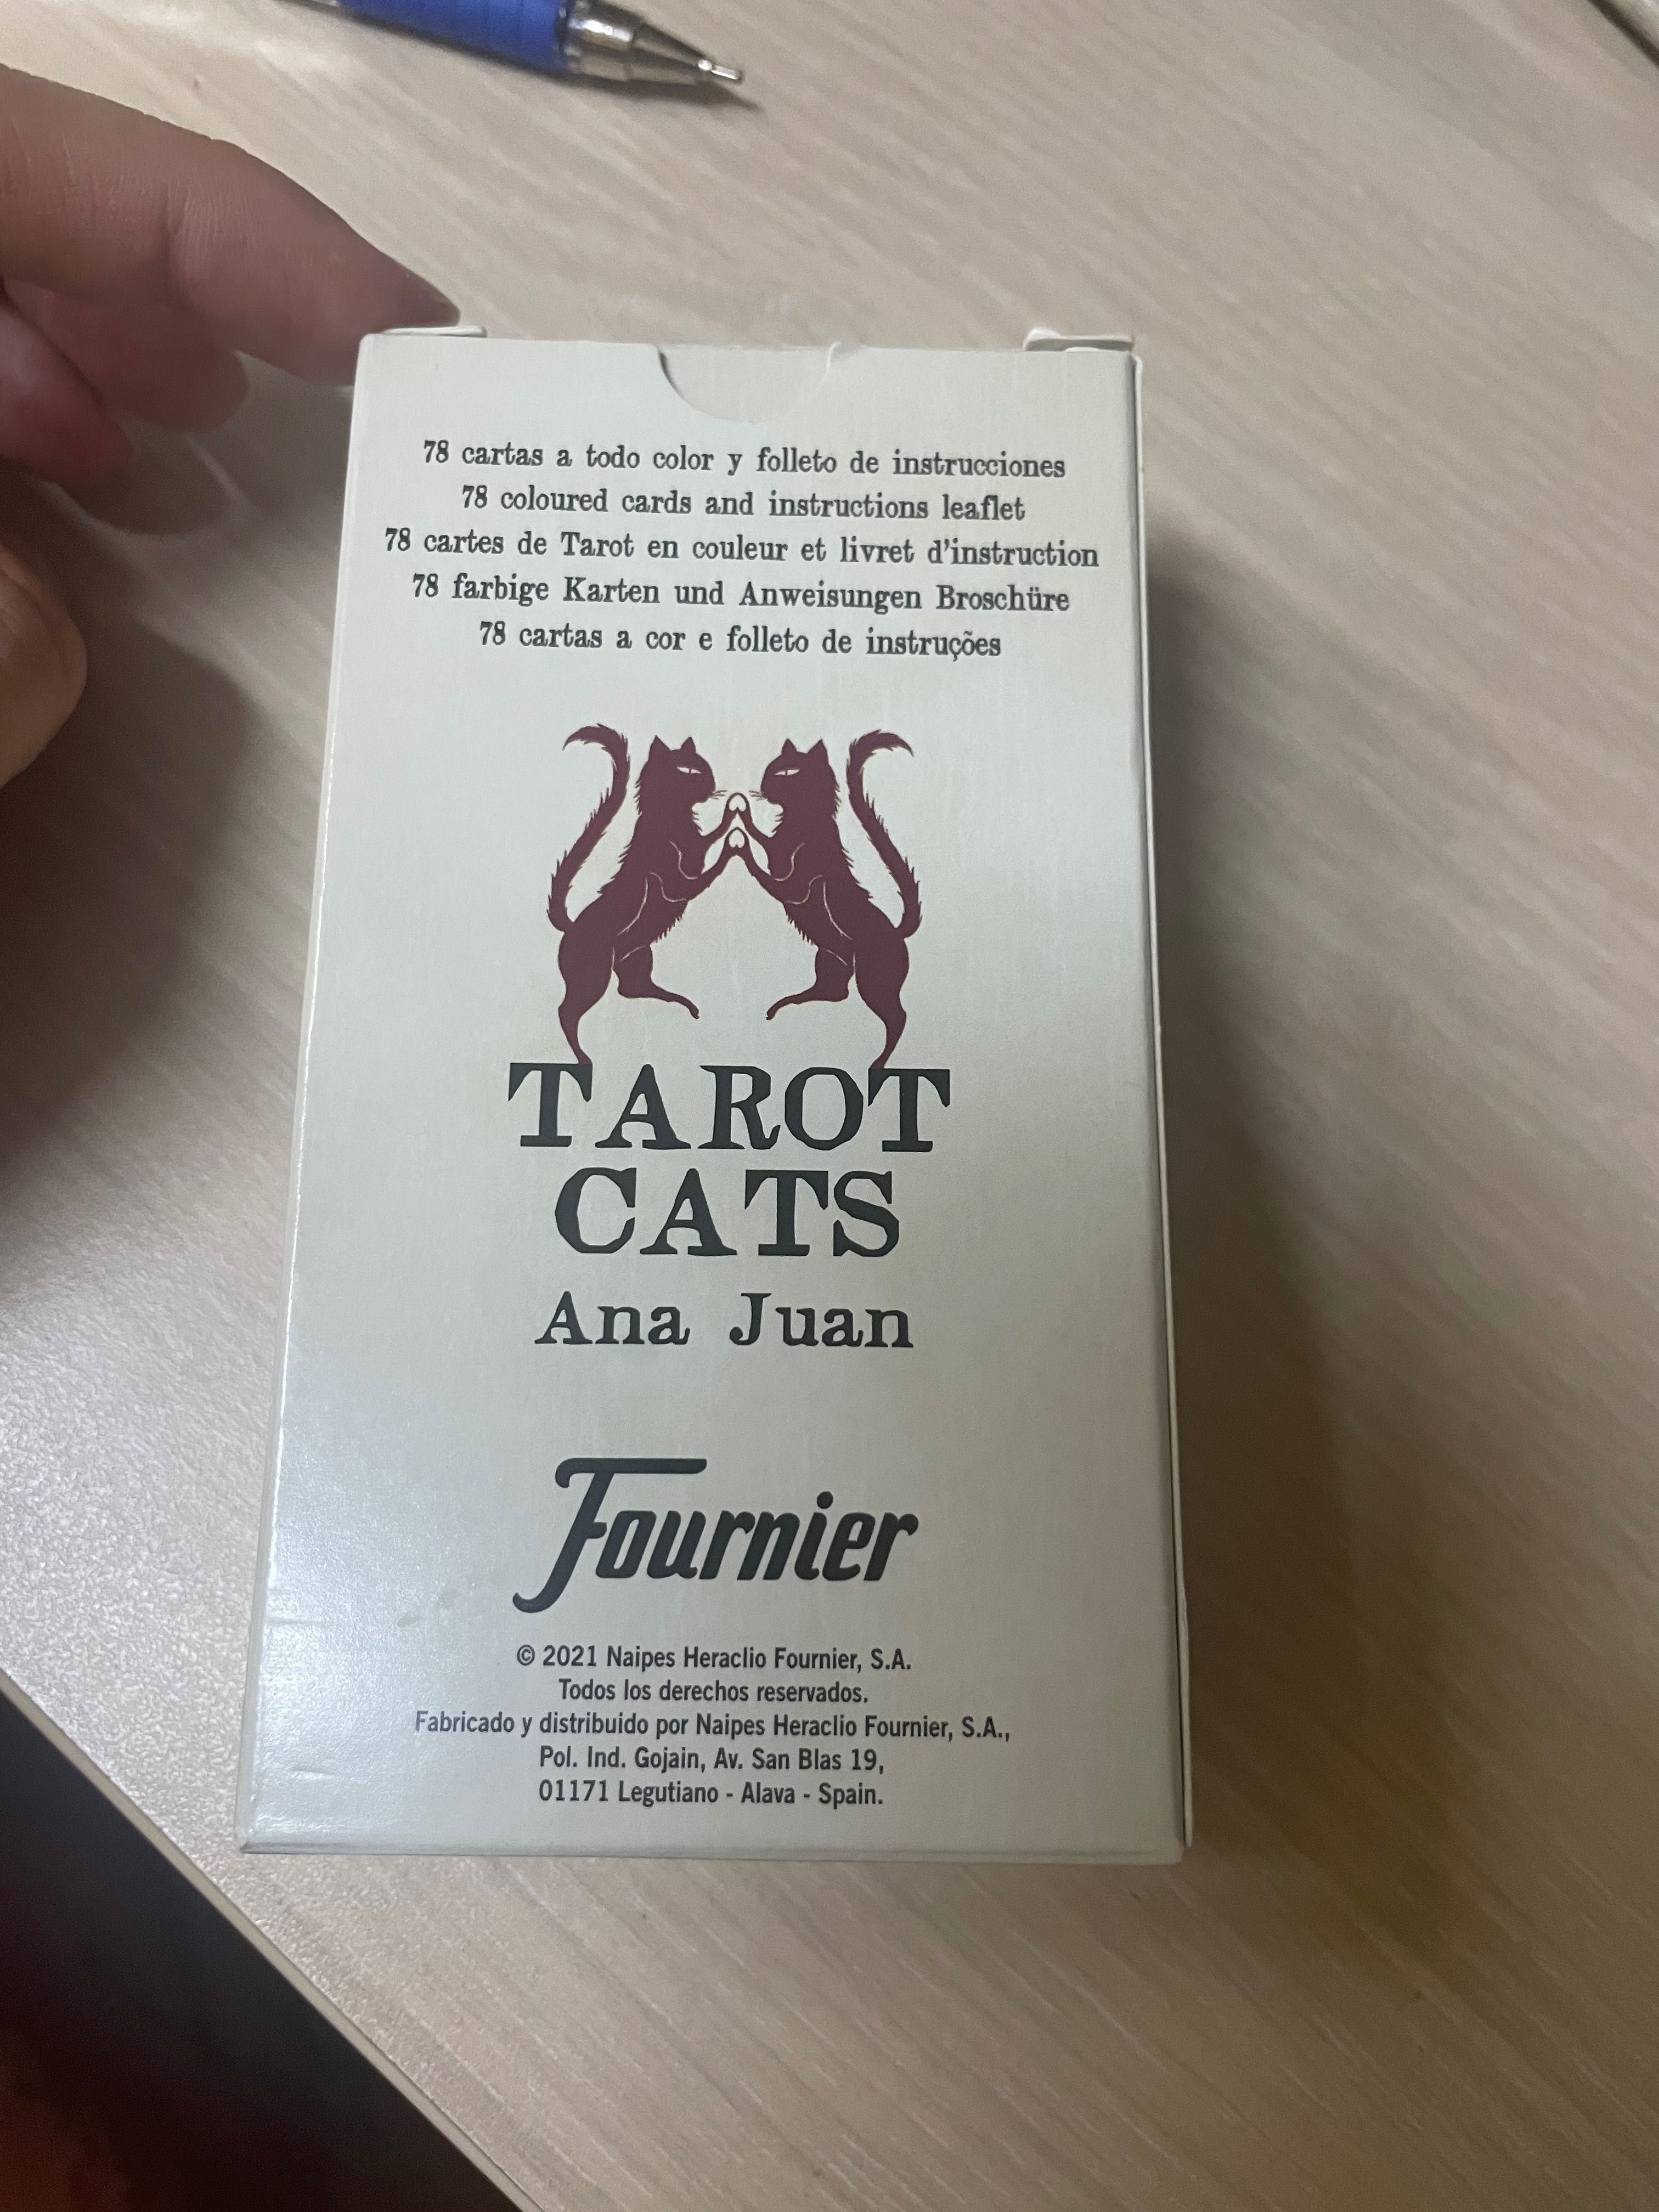 78 cartas a todo color y folleto de instrucciones
78 coloured cards and instructions leaflet
78 cartes de Tarot en couleur et livret d'instruction
78 farbige Karten und Anweisungen Broschüre
78 cartas a cor e folleto de instruções
TAROT
CATS
Ana Juan
Fournier
© 2021 Naipes Heraclio Fournier, S.A.
Todos los derechos reservados.
Fabricado y distribuido por Naipes Heraclio Fournier, S.A.,
Pol. Ind. Gojain, Av. San Blas 19,
01171 Legutiano - Alava - Spain.